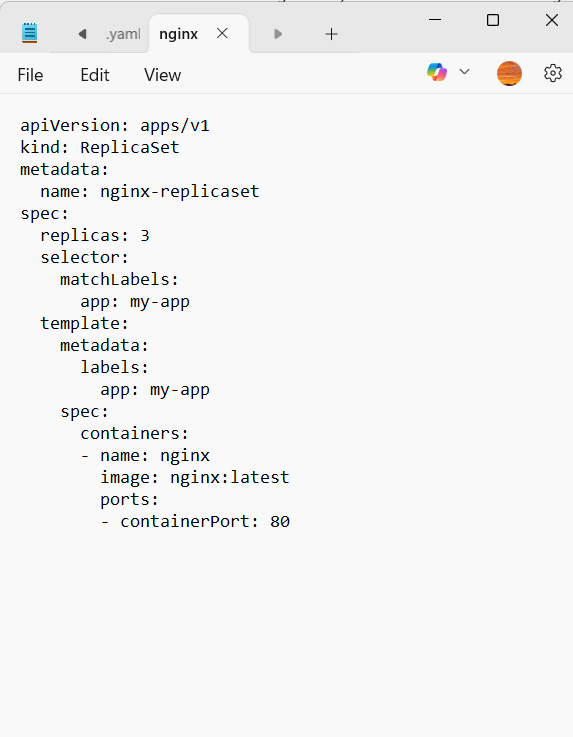 .yaml
nginx
File
Edit
View
apiVersion: apps/v1
kind: ReplicaSet
metadata:
  name: nginx-replicaset
spec:
  replicas: 3
  selector:
    matchLabels:
      app: my-app
  template:
    metadata:
      labels:
        app: my-app
    spec:
      containers:
      - name: nginx
        image: nginx:latest
        ports:
        - containerPort: 80